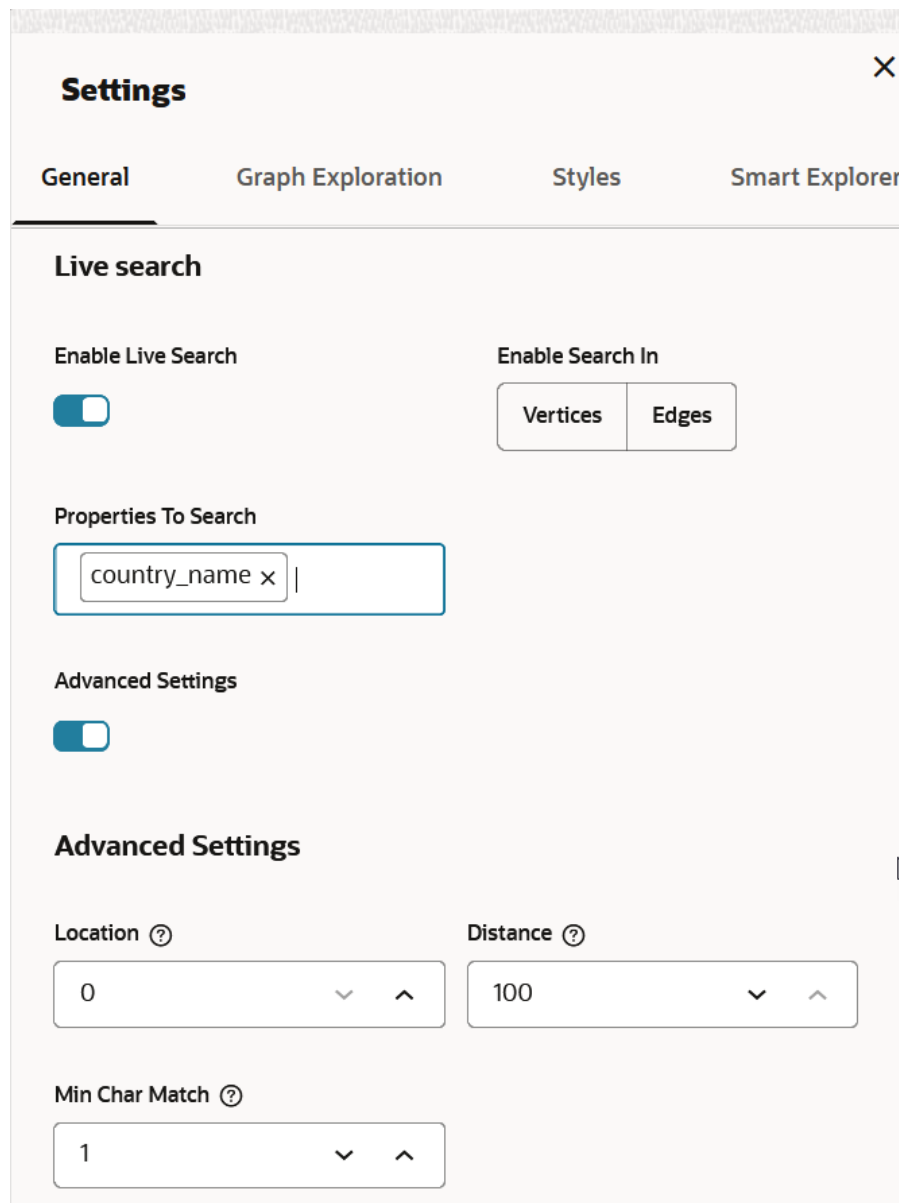 Settings
General Graph Exploration Styles Smart Explorer
Live search
Enable Live Search Enable Search In
Vertices Edges
Properties To Search
country_name ×
Advanced Settings
Advanced Settings
Location ? Distance ?
0 100
Min Char Match ?
1